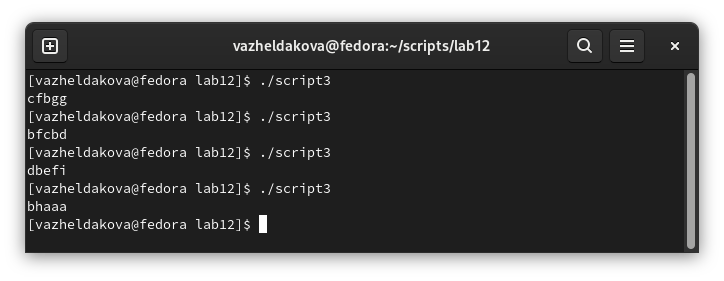 vazheldakova@fedora:~/scripts/lab12
[vazheldakova@fedora lab12]$ ./script3
cfbgg
[vazheldakova@fedora lab12]$ ./script3
bfcbd
[vazheldakova@fedora lab12]$ ./script3
dbefi
[vazheldakova@fedora lab12]$ ./script3
bhaaa
[vazheldakova@fedora lab12]$